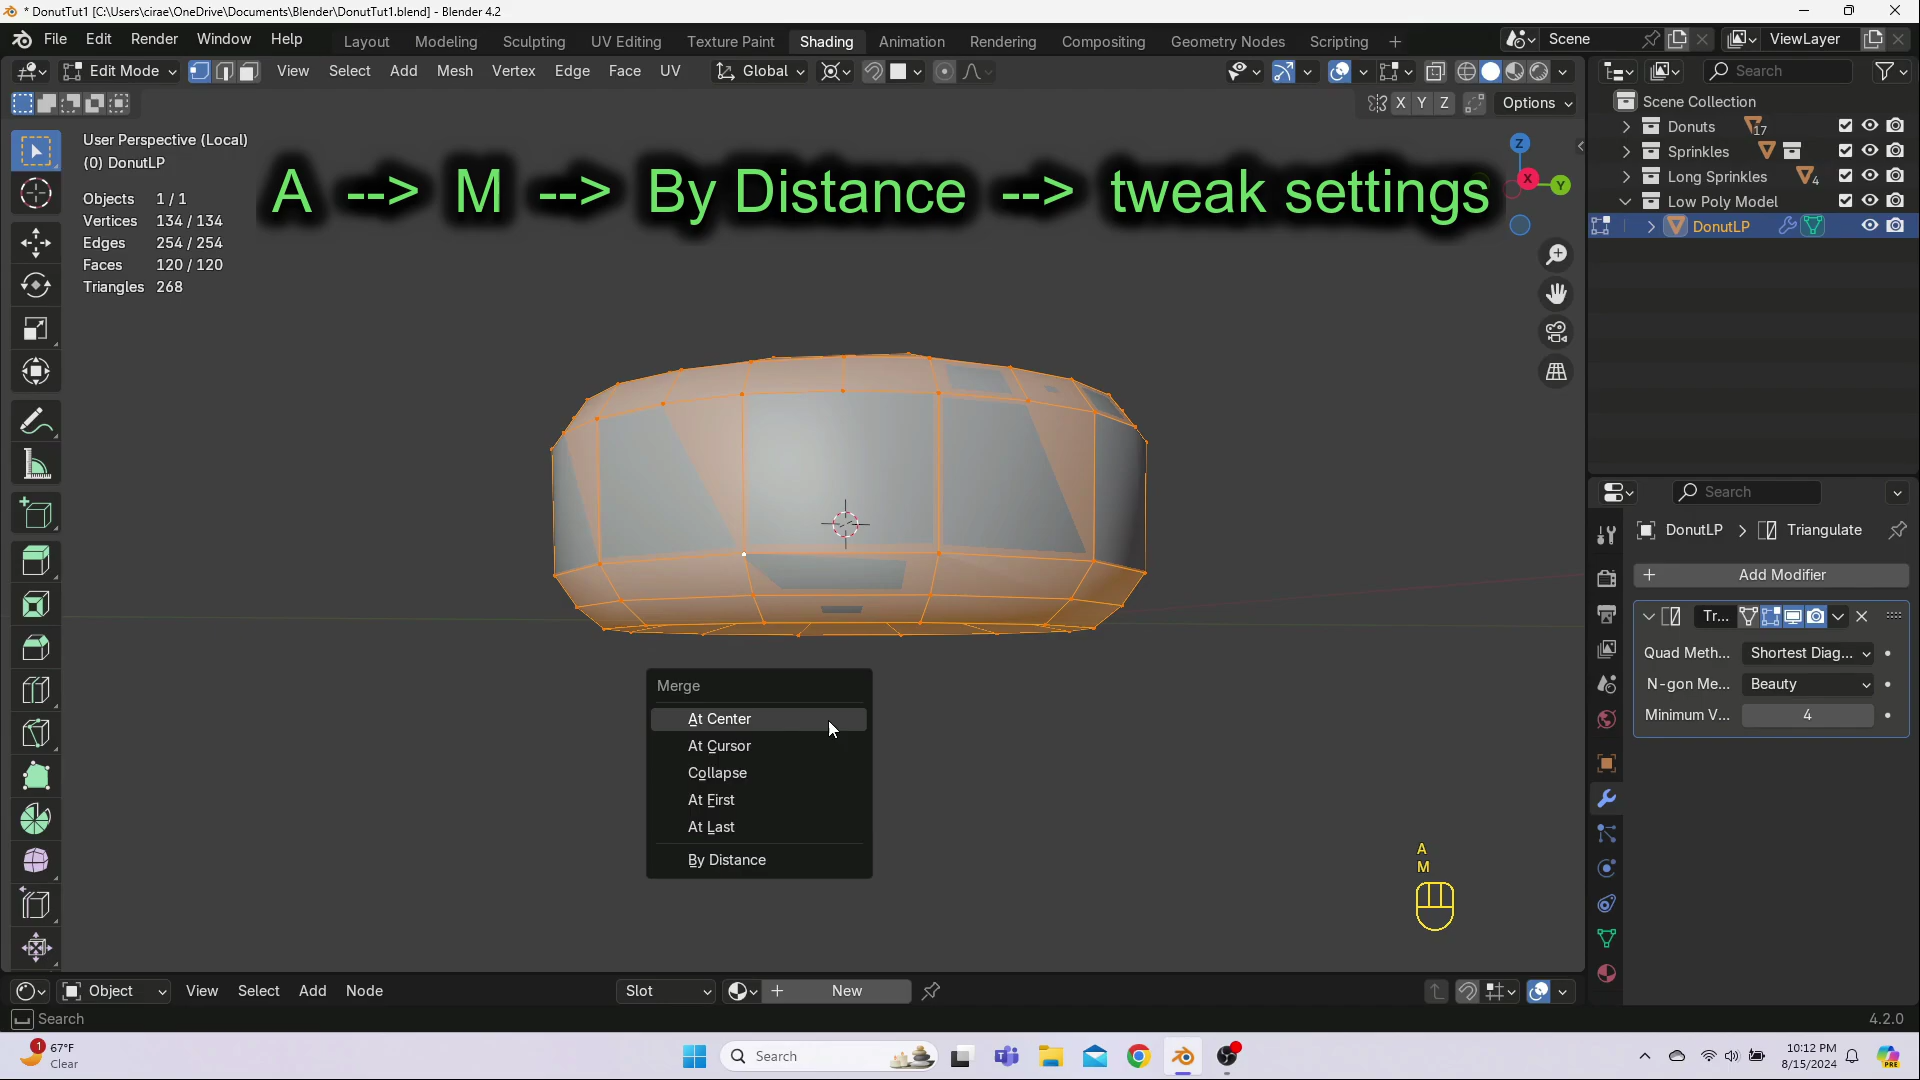 * DonutTut1 [C:\Users\cirae\OneDrive\Documents\Blender\DonutTut1.blend] - Blender 4.2
File Edit Render Window Help Layout Modeling Sculpting UV Editing Texture Paint Shading Animation Rendering Compositing Geometry Nodes Scripting + Scene ViewLayer
Edit Mode View Select Add Mesh Vertex Edge Face UV Global Search
X Y Z Options
Scene Collection
Donuts 17
Sprinkles
Long Sprinkles 4
Low Poly Model
DonutLP
User Perspective (Local)
(0) DonutLP
Objects 1 / 1
Vertices 134 / 134
Edges 254 / 254
Faces 120 / 120
Triangles 268
A --> M --> By Distance --> tweak settings
Z
X
Y
Merge
At Center
At Cursor
Collapse
At First
At Last
By Distance
A
M
Search
DonutLP > Triangulate
+ Add Modifier
Tr...
Quad Meth... Shortest Diag...
N-gon Me... Beauty
Minimum V... 4
Object View Select Add Node Slot + New
Search
4.2.0
1
67°F
Clear
Search
10:12 PM
8/15/2024
PRE